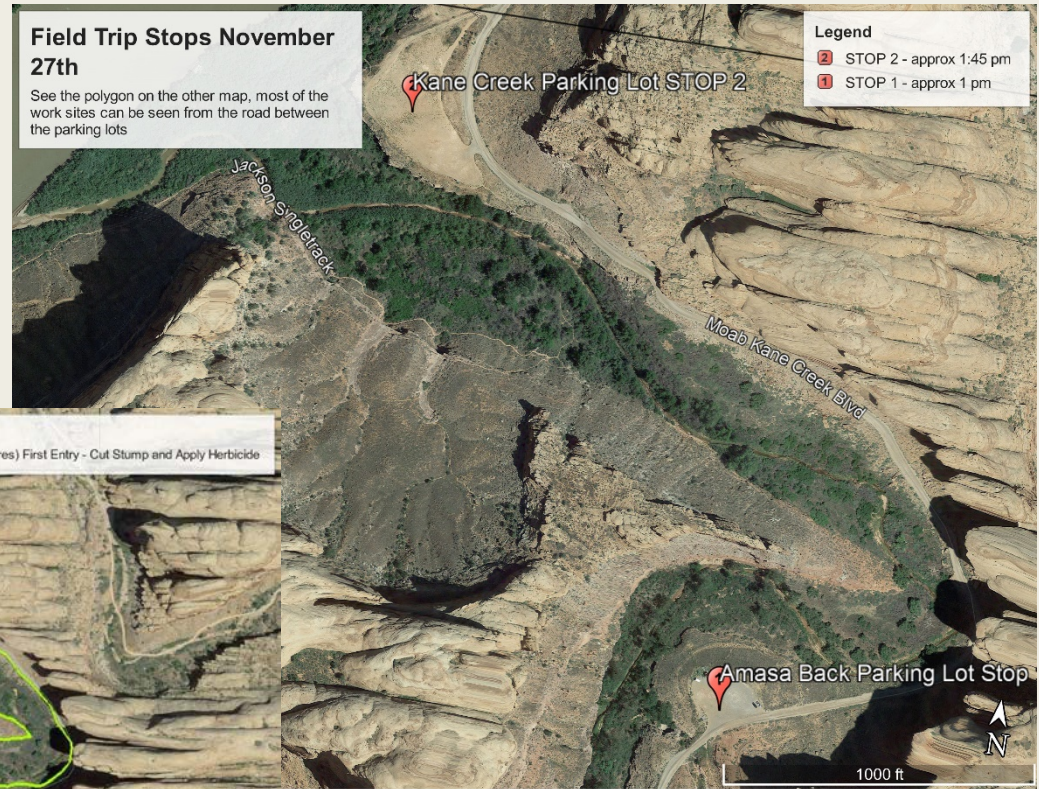 Field Trip Stops November
27th
See the polygon on the other map, most of the
work sites can be seen from the road between
the parking lots
Legend
2 STOP 2 - approx 1:45 pm
1 STOP 1 - approx 1 pm
Kane Creek Parking Lot STOP 2
Jackson Singletrack
Moab Kane Creek Blvd
res) First Entry - Cut Stump and Apply Herbicide
Amasa Back Parking Lot Stop
N
1000 ft